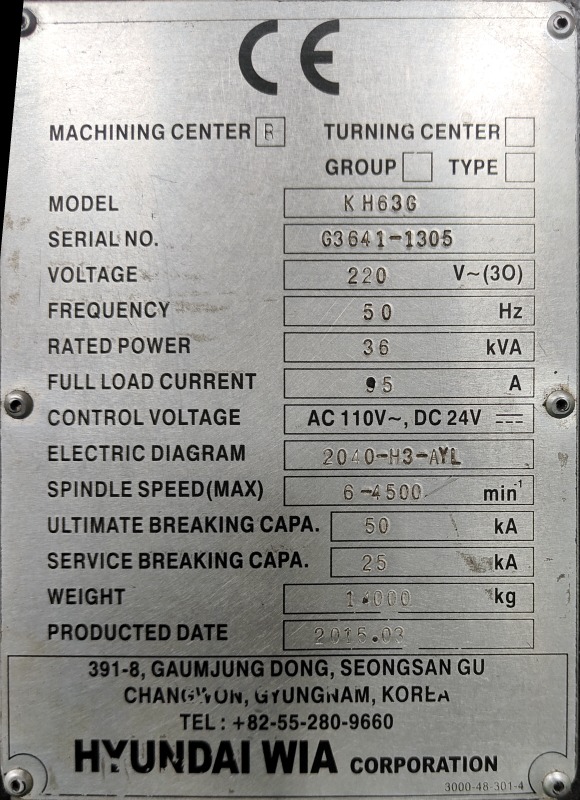 CE
MACHINING CENTER R TURNING CENTER
GROUP TYPE
MODEL KH63G
SERIAL NO. G3641-1305
VOLTAGE 220 V~(3O)
FREQUENCY 50 Hz
RATED POWER 36 kVA
FULL LOAD CURRENT 95 A
CONTROL VOLTAGE AC 110V~, DC 24V
ELECTRIC DIAGRAM 2040-H3-AYL
SPINDLE SPEED(MAX) 6-4500 min⁻¹
ULTIMATE BREAKING CAPA. 50 kA
SERVICE BREAKING CAPA. 25 kA
WEIGHT 14000 kg
PRODUCTED DATE 2015.03
391-8, GAUMJUNG DONG, SEONGSAN GU
CHANGWON, GYUNGNAM, KOREA
TEL : +82-55-280-9660
HYUNDAI WIA CORPORATION
3000-48-301-4